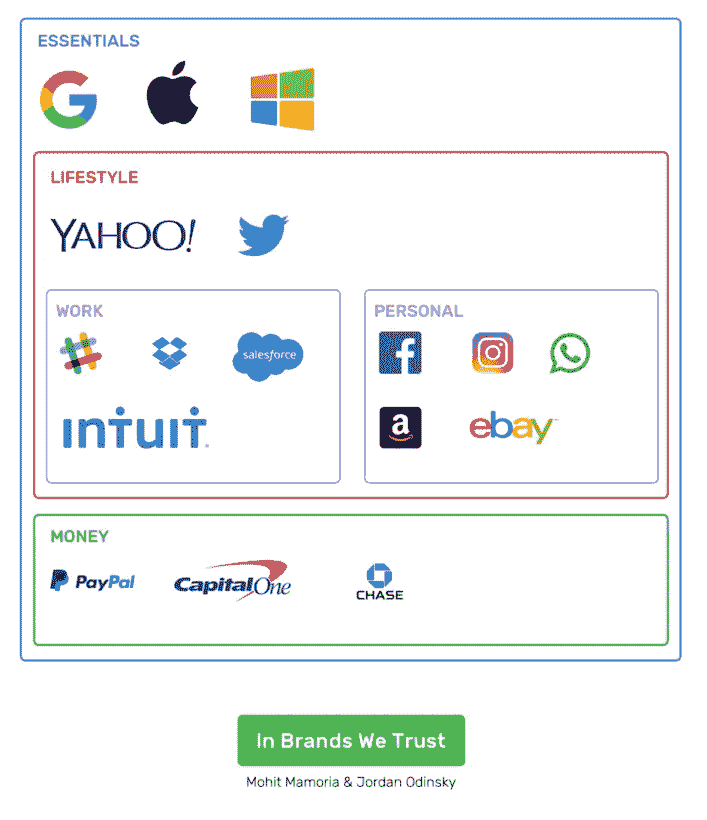 ESSENTIALS
G
LIFESTYLE
YAHOO!
WORK
PERSONAL
salesforce
f
intuit.
a
ebay™
MONEY
PayPal
CapitalOne
CHASE
In Brands We Trust
Mohit Mamoria & Jordan Odinsky